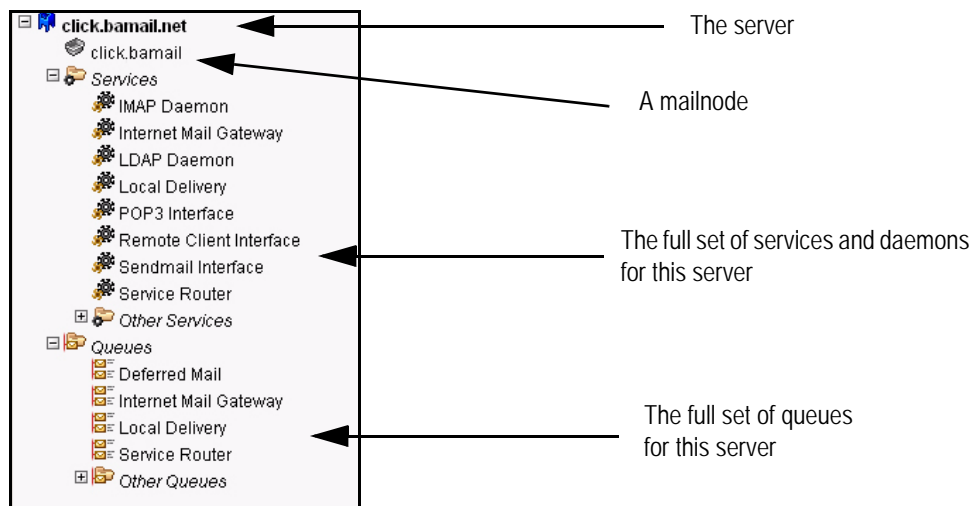 click.bamail.net
The server
click.bamail
Services
A mailnode
IMAP Daemon
Internet Mail Gateway
LDAP Daemon
Local Delivery
POP3 Interface
Remote Client Interface
The full set of services and daemons
for this server
Sendmail Interface
Service Router
Other Services
Queues
Deferred Mail
Internet Mail Gateway
Local Delivery
The full set of queues
for this server
Service Router
Other Queues